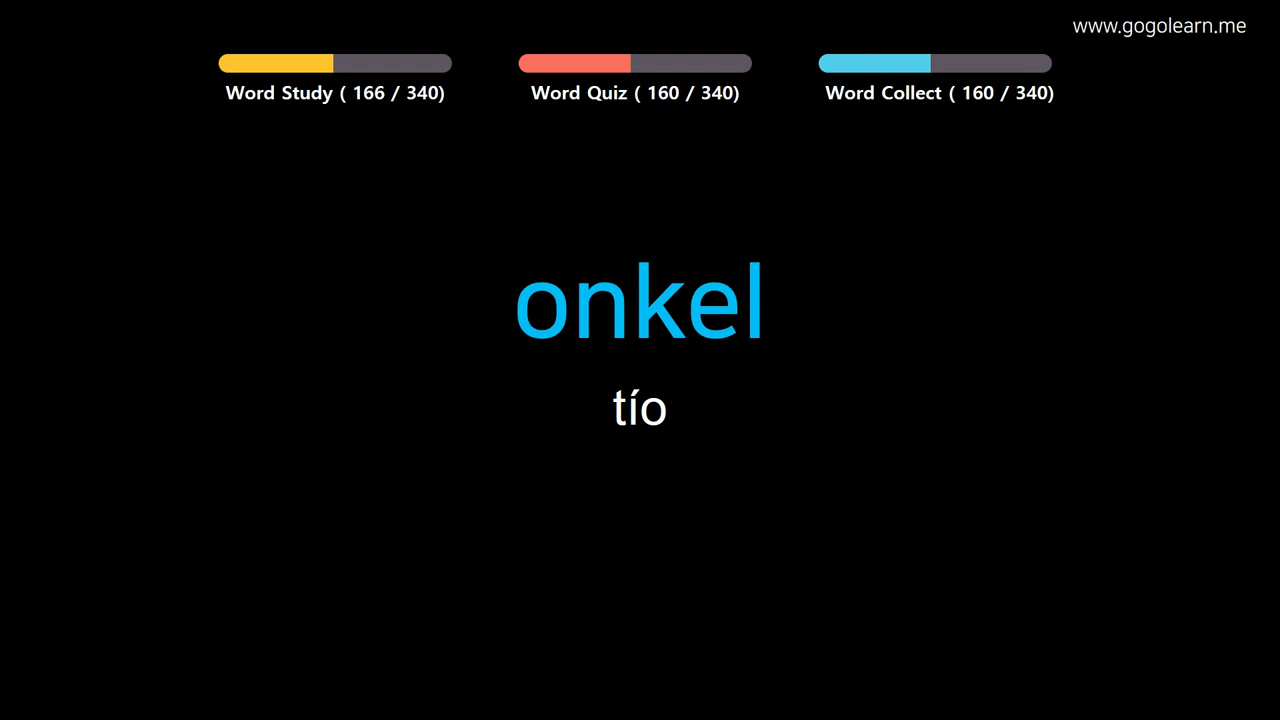 www.gogolearn.me
Word Study ( 166 / 340)
Word Quiz ( 160 / 340)
Word Collect ( 160 / 340)
onkel
tío